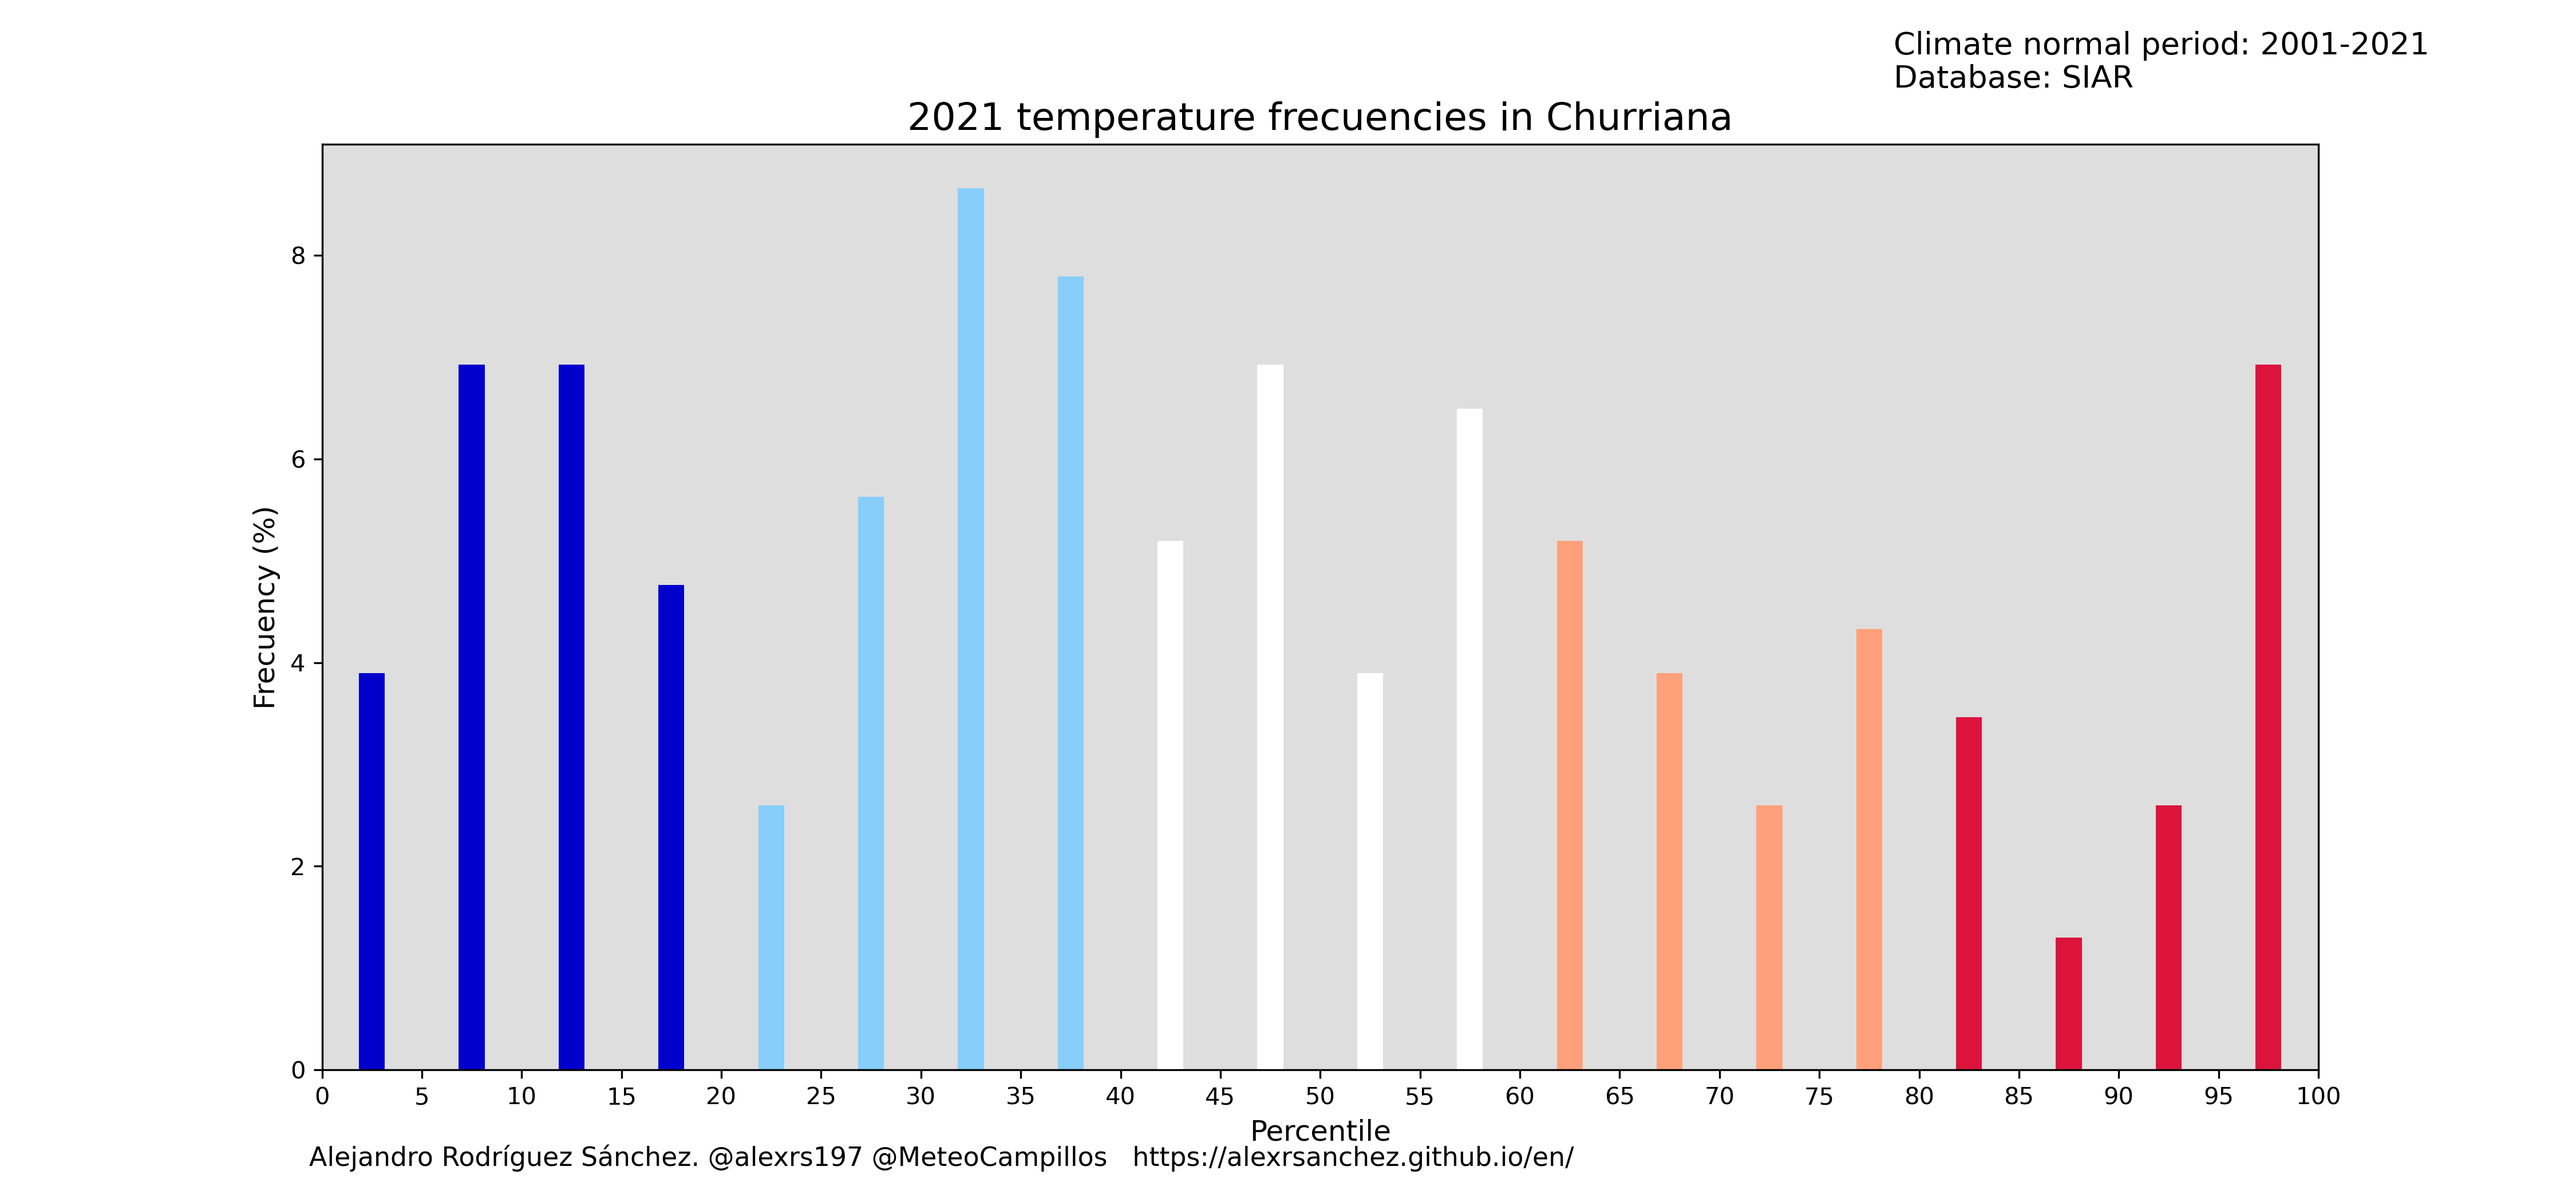 Climate normal period: 2001-2021
Database: SIAR
2021 temperature frecuencies in Churriana
Frecuency (%)
8
6
4
2
0
0 5 10 15 20 25 30 35 40 45 50 55 60 65 70 75 80 85 90 95 100
Percentile
Alejandro Rodríguez Sánchez. @alexrs197 @MeteoCampillos https://alexrsanchez.github.io/en/